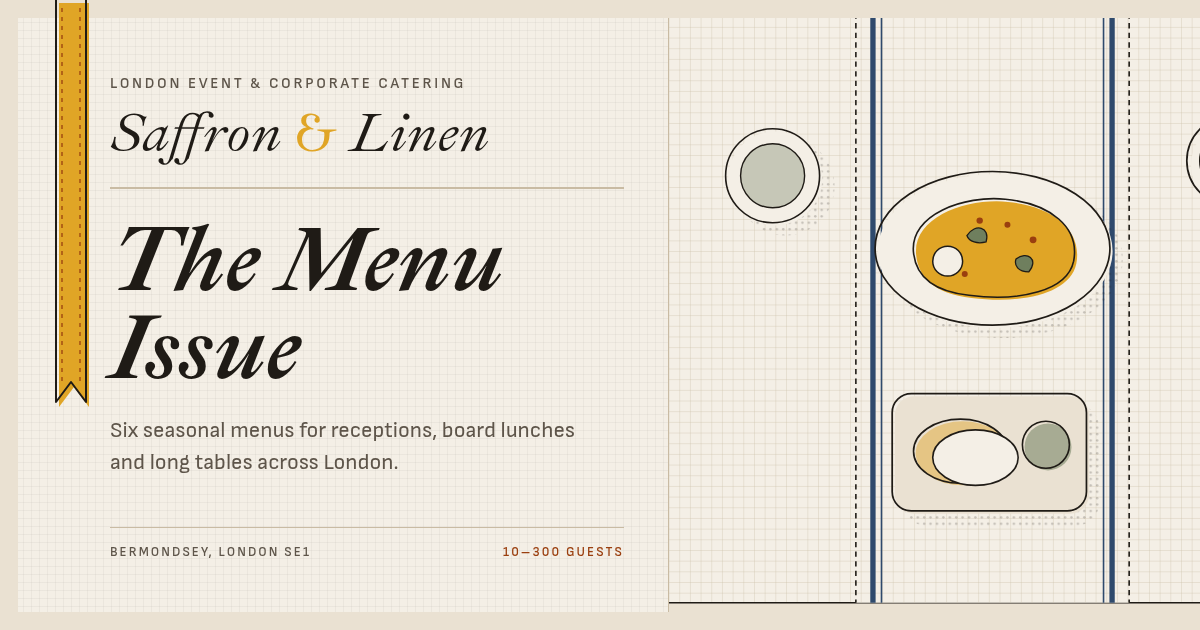 LONDON EVENT & CORPORATE CATERING
Saffron & Linen
The Menu
Issue
Six seasonal menus for receptions, board lunches
and long tables across London.
BERMONDSEY, LONDON SE1
10–300 GUESTS